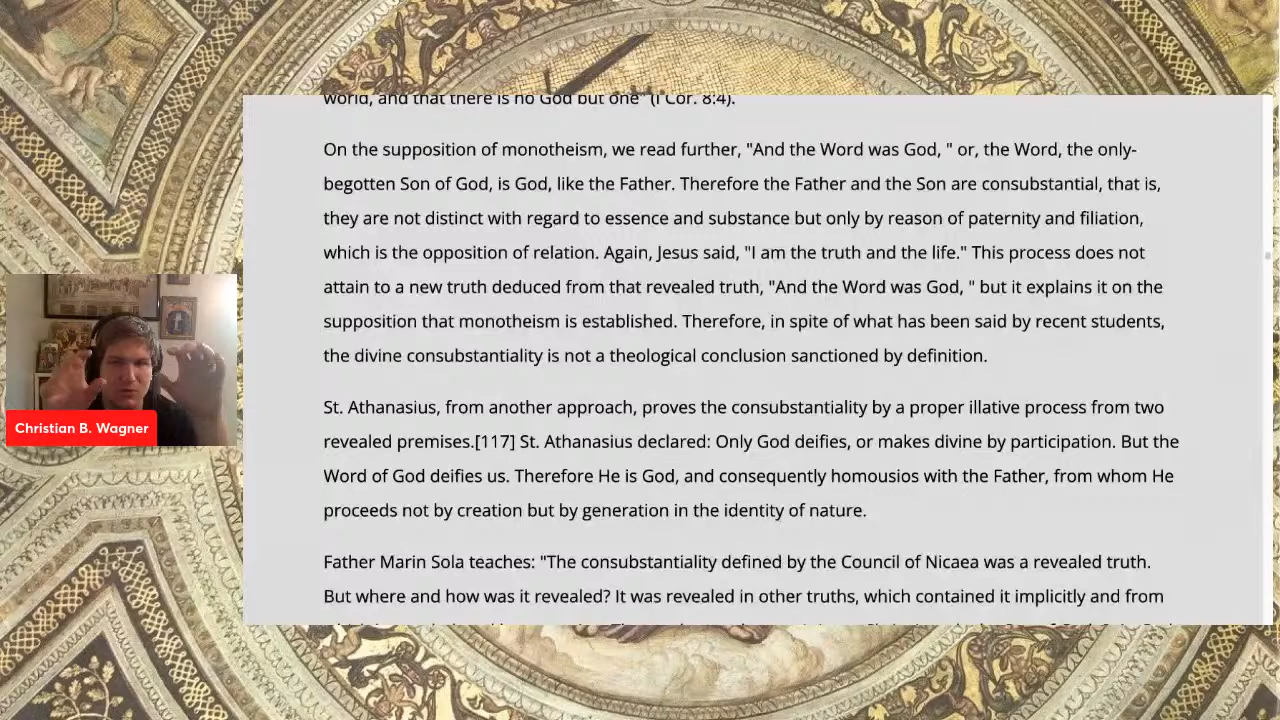 world, and that there is no God but one" (I Cor. 8:4).
On the supposition of monotheism, we read further, "And the Word was God, " or, the Word, the only-
begotten Son of God, is God, like the Father. Therefore the Father and the Son are consubstantial, that is,
they are not distinct with regard to essence and substance but only by reason of paternity and filiation,
which is the opposition of relation. Again, Jesus said, "I am the truth and the life." This process does not
attain to a new truth deduced from that revealed truth, "And the Word was God, " but it explains it on the
supposition that monotheism is established. Therefore, in spite of what has been said by recent students,
the divine consubstantiality is not a theological conclusion sanctioned by definition.
St. Athanasius, from another approach, proves the consubstantiality by a proper illative process from two
revealed premises.[117] St. Athanasius declared: Only God deifies, or makes divine by participation. But the
Word of God deifies us. Therefore He is God, and consequently homousios with the Father, from whom He
proceeds not by creation but by generation in the identity of nature.
Father Marin Sola teaches: "The consubstantiality defined by the Council of Nicaea was a revealed truth.
But where and how was it revealed? It was revealed in other truths, which contained it implicitly and from
Christian B. Wagner